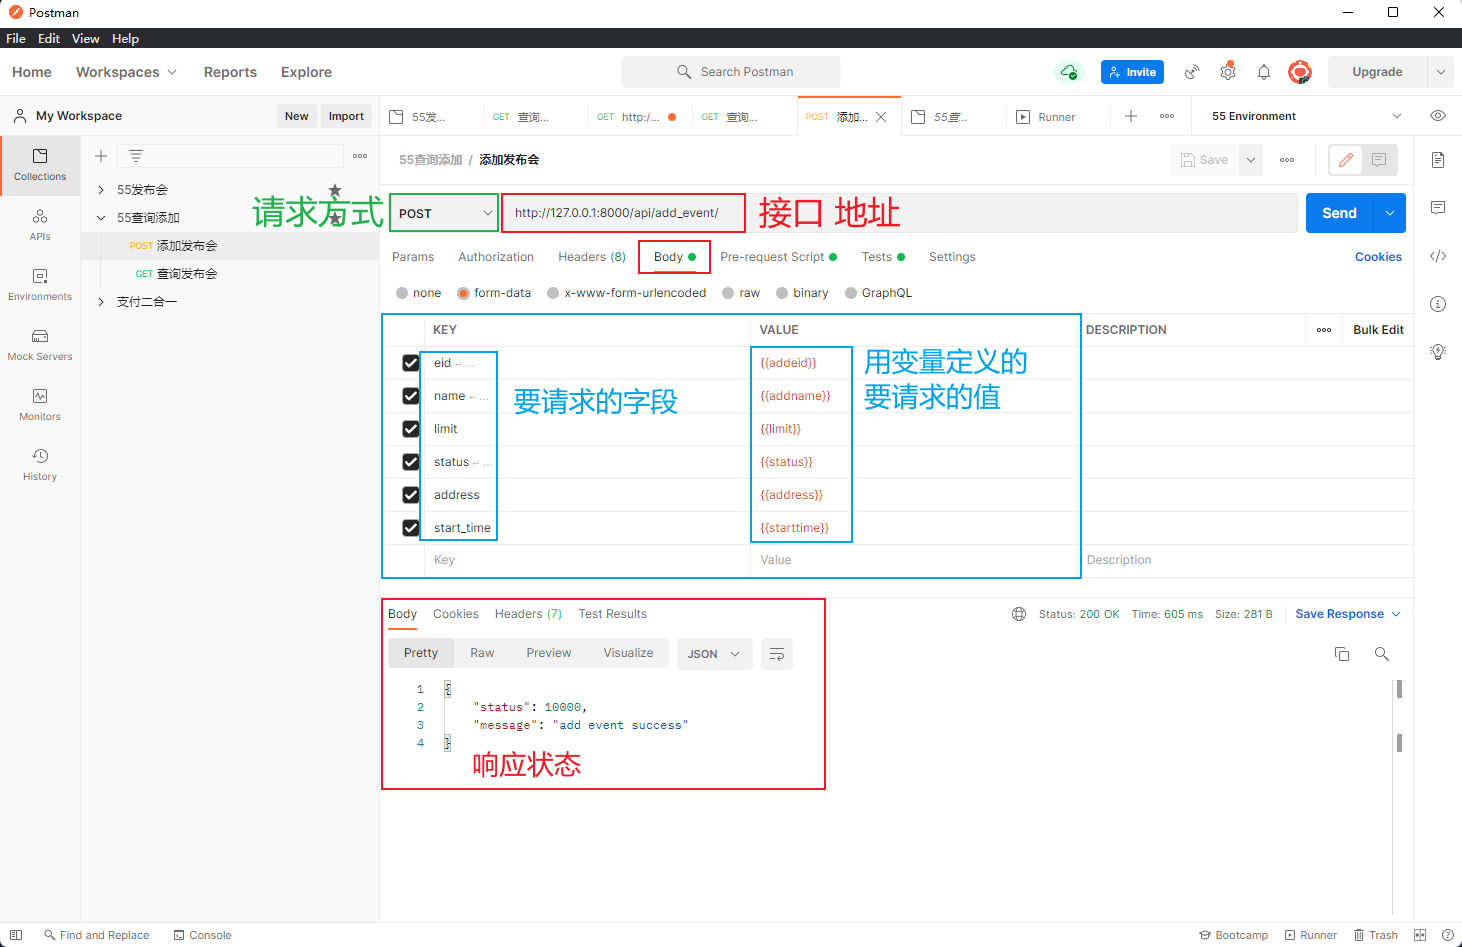 Postman
File Edit View Help
Home Workspaces Reports Explore Search Postman Invite Upgrade
My Workspace New Import
55发... GET 查询... GET http:/... GET 查询... POST 添加... 55查... Runner 55 Environment
Collections
APIs
Environments
Mock Servers
Monitors
History
55发布会
55查询添加
POST 添加发布会
GET 查询发布会
支付二合一
55查询添加 / 添加发布会 Save
请求方式 POST http://127.0.0.1:8000/api/add_event/ 接口 地址 Send
Params Authorization Headers (8) Body Pre-request Script Tests Settings Cookies
none form-data x-www-form-urlencoded raw binary GraphQL
KEY VALUE DESCRIPTION Bulk Edit
eid ... {{addeid}}
name ... {{addname}}
limit {{limit}}
status ... {{status}}
address {{address}}
start_time {{starttime}}
Key Value Description
要请求的字段
用变量定义的
要请求的值
Body Cookies Headers (7) Test Results Status: 200 OK Time: 605 ms Size: 281 B Save Response
Pretty Raw Preview Visualize JSON
1 {
2 "status": 10000,
3 "message": "add event success"
4 }
响应状态
Find and Replace Console Bootcamp Runner Trash